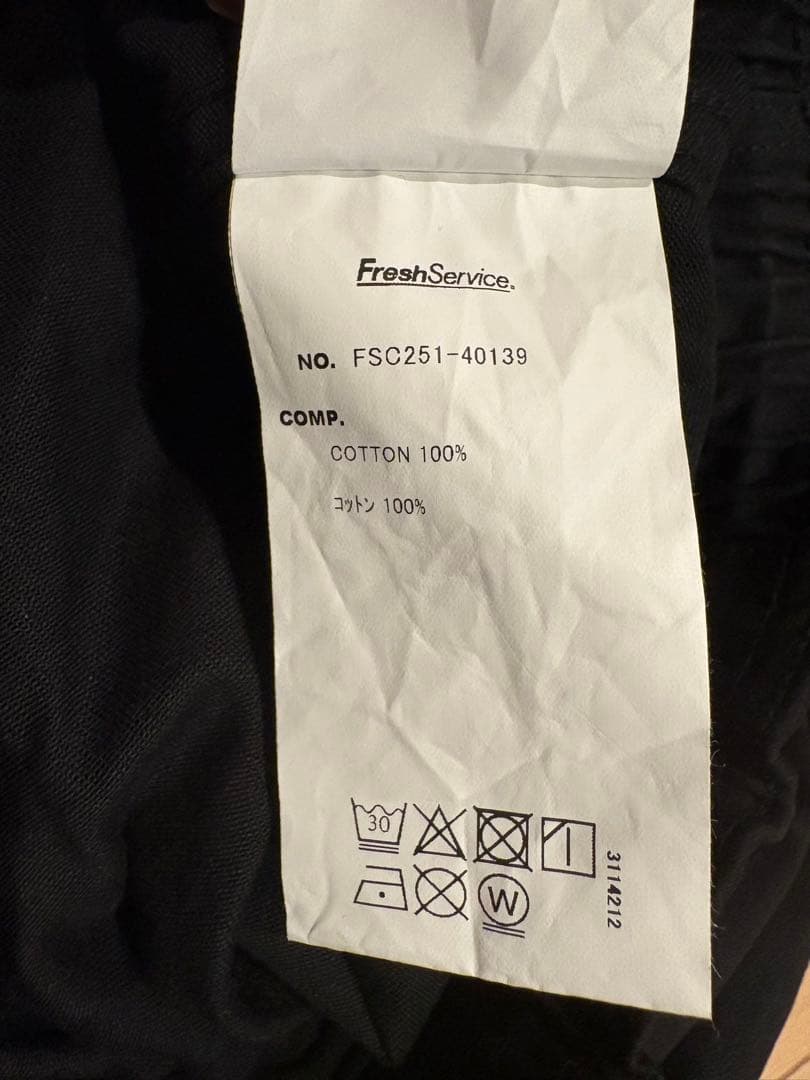 FreshService.
NO. FSC251-40139
COMP.
COTTON 100%
コットン 100%
30
W
3114212